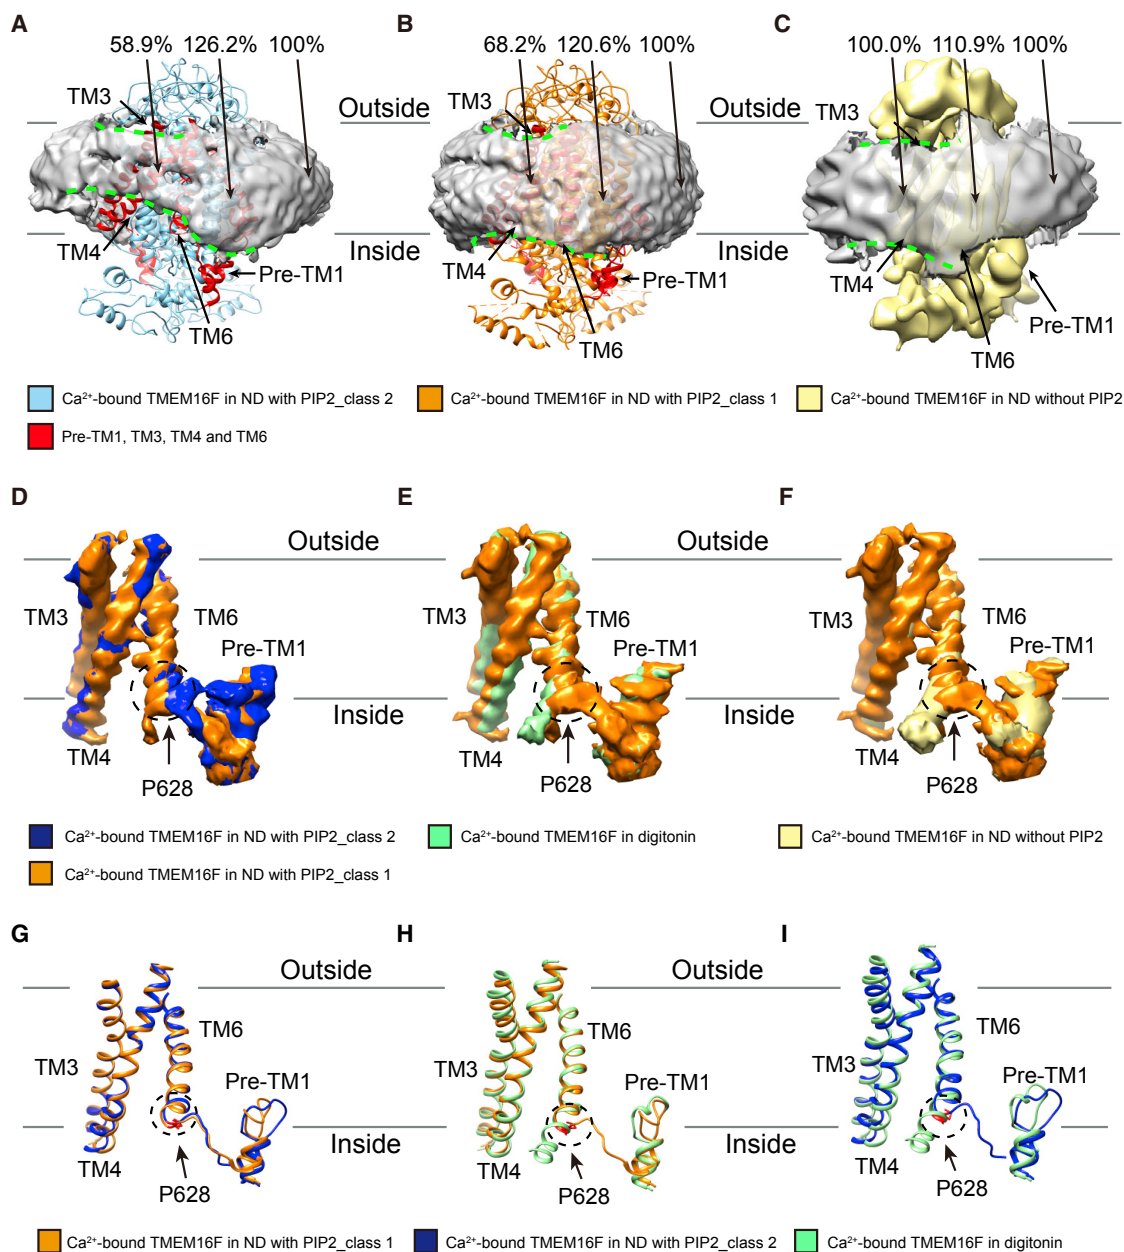 A
B
C
58.9% 126.2% 100%
68.2% 120.6% 100%
100.0% 110.9% 100%
TM3
Outside
TM3
Outside
TM3
TM4
Inside
Pre-TM1
TM6
TM4
Inside
Pre-TM1
TM6
TM4
Pre-TM1
TM6
Ca²⁺-bound TMEM16F in ND with PIP2_class 2
Ca²⁺-bound TMEM16F in ND with PIP2_class 1
Ca²⁺-bound TMEM16F in ND without PIP2
Pre-TM1, TM3, TM4 and TM6
D
E
F
Outside
Outside
TM3
TM6
Pre-TM1
TM3
TM6
Pre-TM1
TM3
TM6
Pre-TM1
Inside
Inside
TM4
P628
TM4
P628
TM4
P628
Ca²⁺-bound TMEM16F in ND with PIP2_class 2
Ca²⁺-bound TMEM16F in digitonin
Ca²⁺-bound TMEM16F in ND without PIP2
Ca²⁺-bound TMEM16F in ND with PIP2_class 1
G
H
I
Outside
Outside
TM3
TM6
Pre-TM1
TM3
TM6
Pre-TM1
TM3
TM6
Pre-TM1
Inside
Inside
TM4
P628
TM4
P628
TM4
P628
Ca²⁺-bound TMEM16F in ND with PIP2_class 1
Ca²⁺-bound TMEM16F in ND with PIP2_class 2
Ca²⁺-bound TMEM16F in digitonin